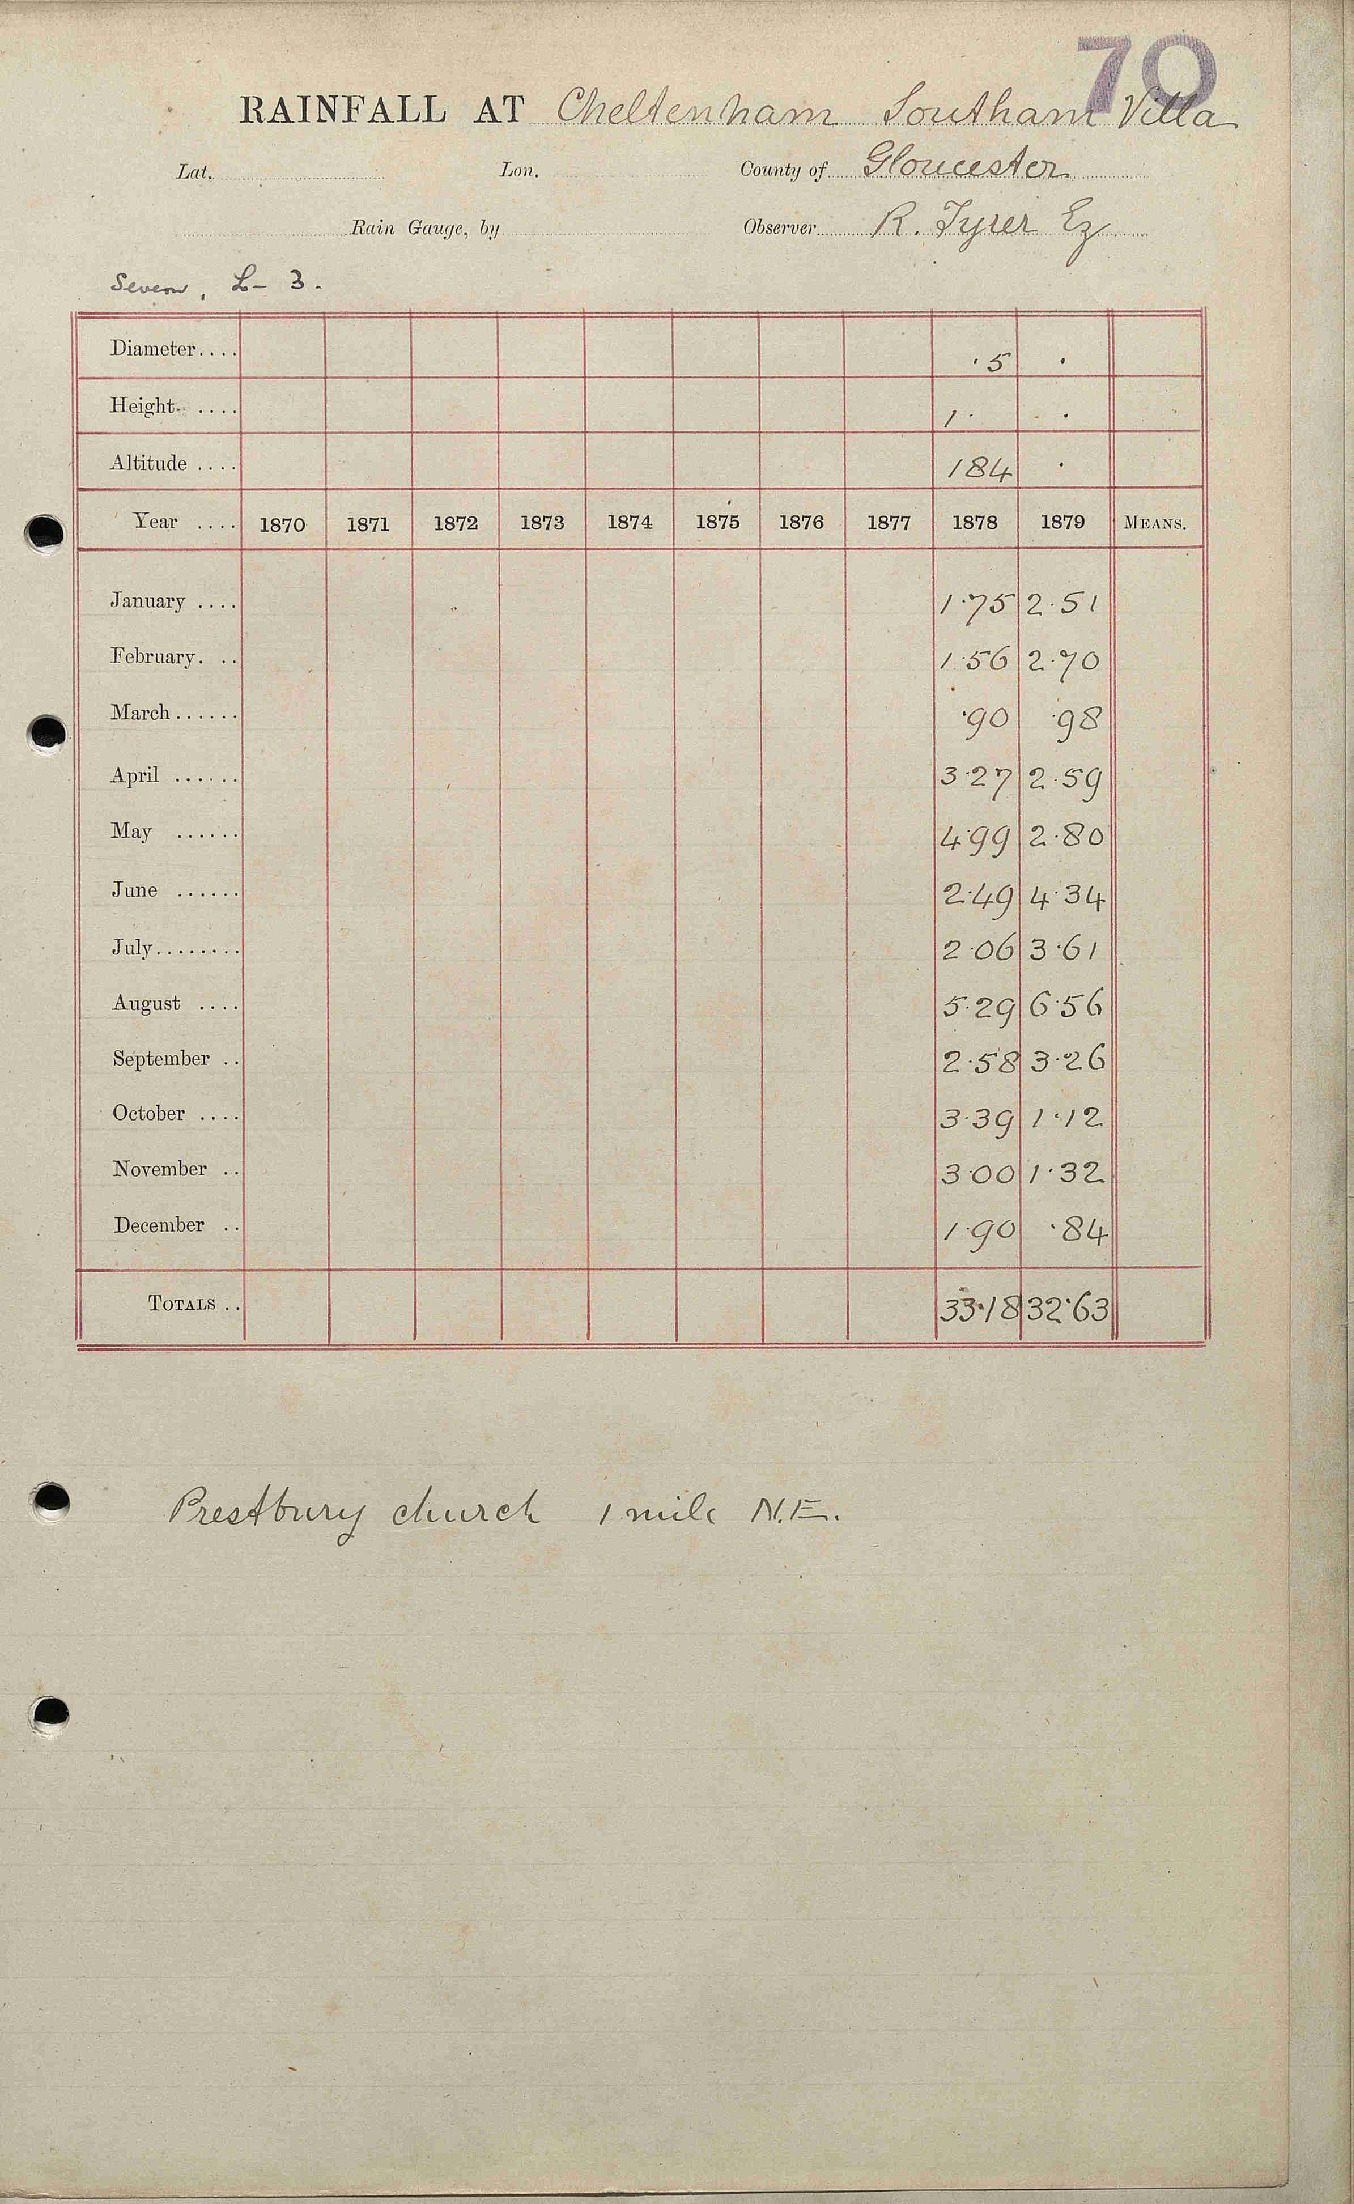 70
RAINFALL AT Cheltenham Southam Villa
Lat. Lon. County of Gloucester
Rain Gauge, by Observer R. Tyrer Ez
Severn, L- 3.
Diameter.... ·5 ·
Height .... 1· ·
Altitude .... 184 ·
Year .... 1870 1871 1872 1873 1874 1875 1876 1877 1878 1879 MEANS.
January .... 1·75 2·51
February. .. 1·56 2·70
March...... ·90 ·98
April ...... 3·27 2·59
May ...... 4·99 2·80
June ...... 2·49 4·34
July........ 2·06 3·61
August .... 5·29 6·56
September .. 2·58 3·26
October .... 3·39 1·12
November .. 3·00 1·32
December .. 1·90 ·84
TOTALS .. 33·18 32·63
Prestbury church 1 mile N.E.